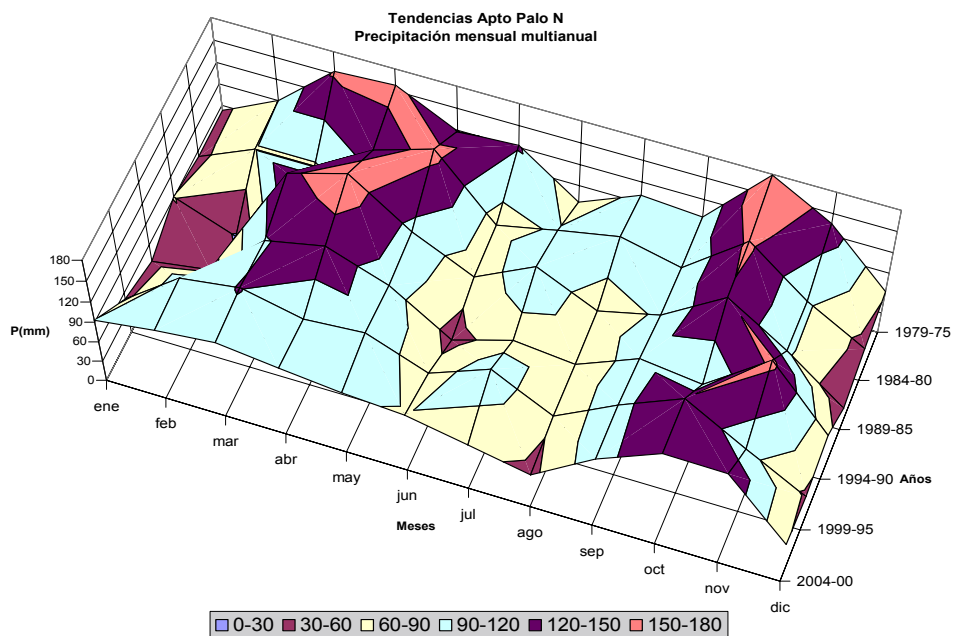 Tendencias Apto Palo N
Precipitación mensual multianual
180
150
120
P(mm)
90
60
30
0
ene
feb
mar
abr
may
jun
jul
ago
sep
oct
nov
dic
Meses
1979-75
1984-80
1989-85
1994-90
Años
1999-95
2004-00
0-30 30-60 60-90 90-120 120-150 150-180